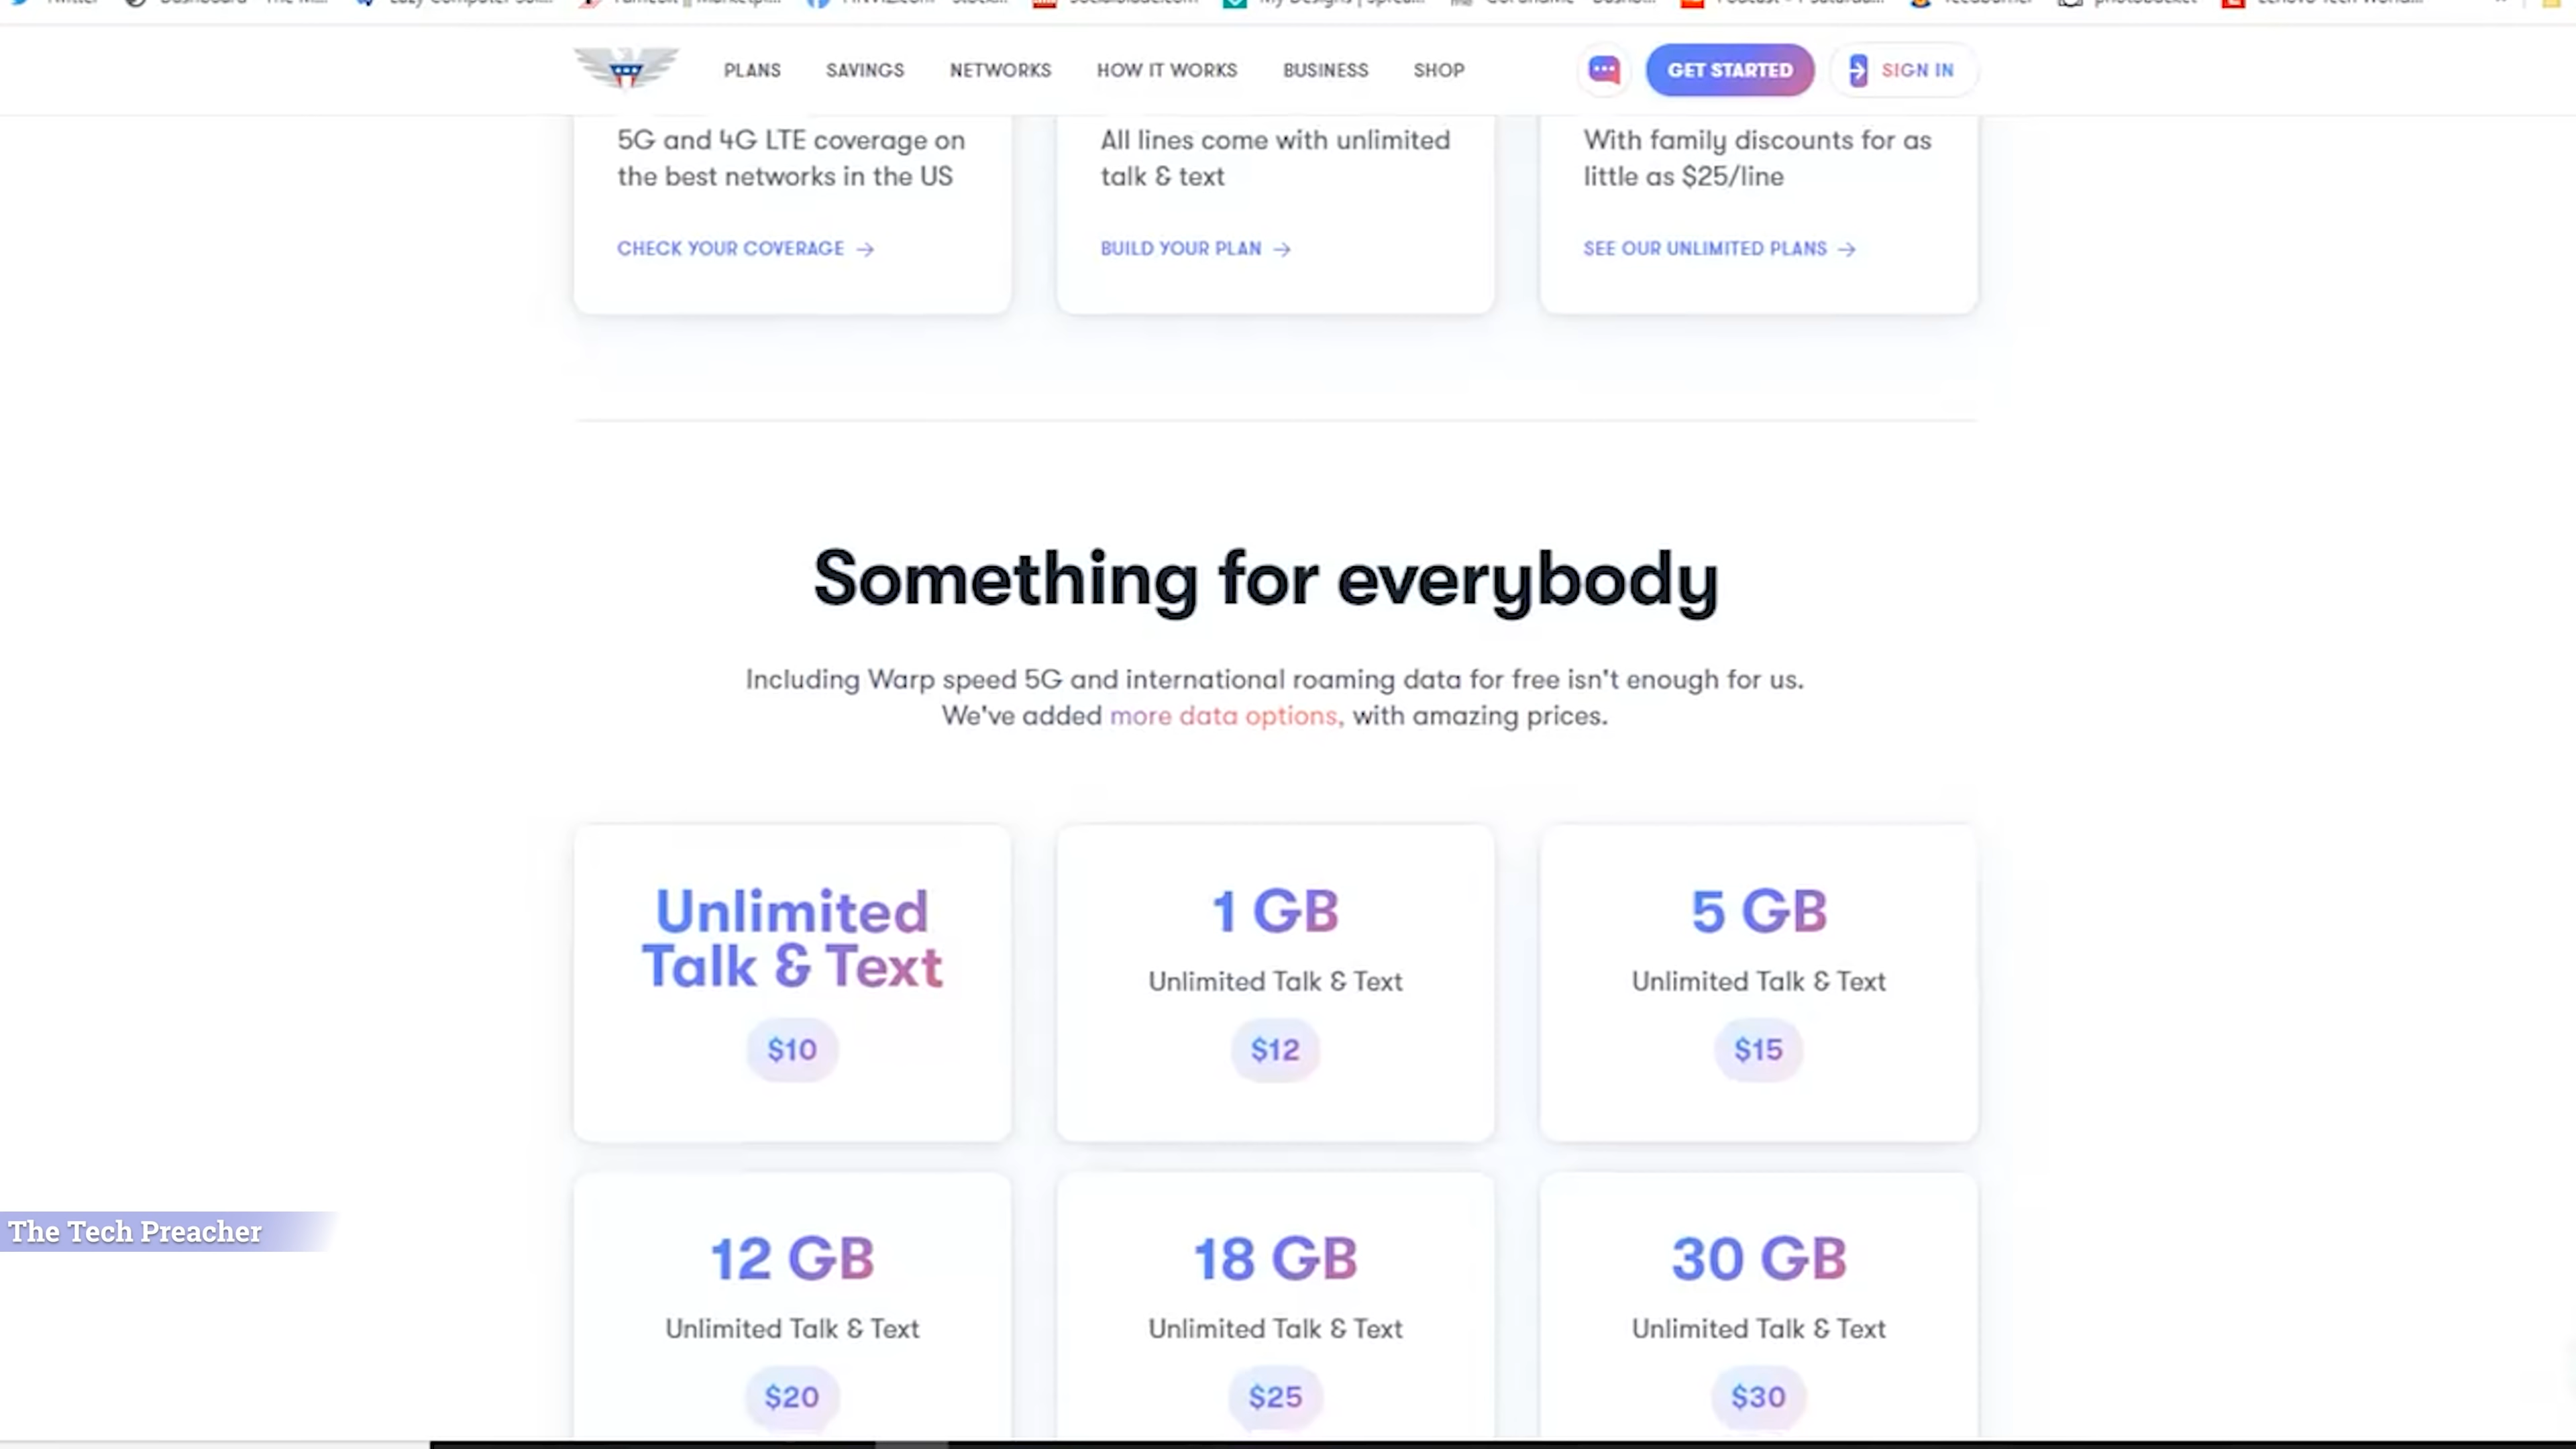 PLANS SAVINGS NETWORKS HOW IT WORKS BUSINESS SHOP GET STARTED SIGN IN
5G and 4G LTE coverage on
the best networks in the US
CHECK YOUR COVERAGE →
All lines come with unlimited
talk & text
BUILD YOUR PLAN →
With family discounts for as
little as $25/line
SEE OUR UNLIMITED PLANS →
Something for everybody
Including Warp speed 5G and international roaming data for free isn't enough for us.
We've added more data options, with amazing prices.
Unlimited
Talk & Text
$10
1 GB
Unlimited Talk & Text
$12
5 GB
Unlimited Talk & Text
$15
12 GB
Unlimited Talk & Text
$20
18 GB
Unlimited Talk & Text
$25
30 GB
Unlimited Talk & Text
$30
The Tech Preacher